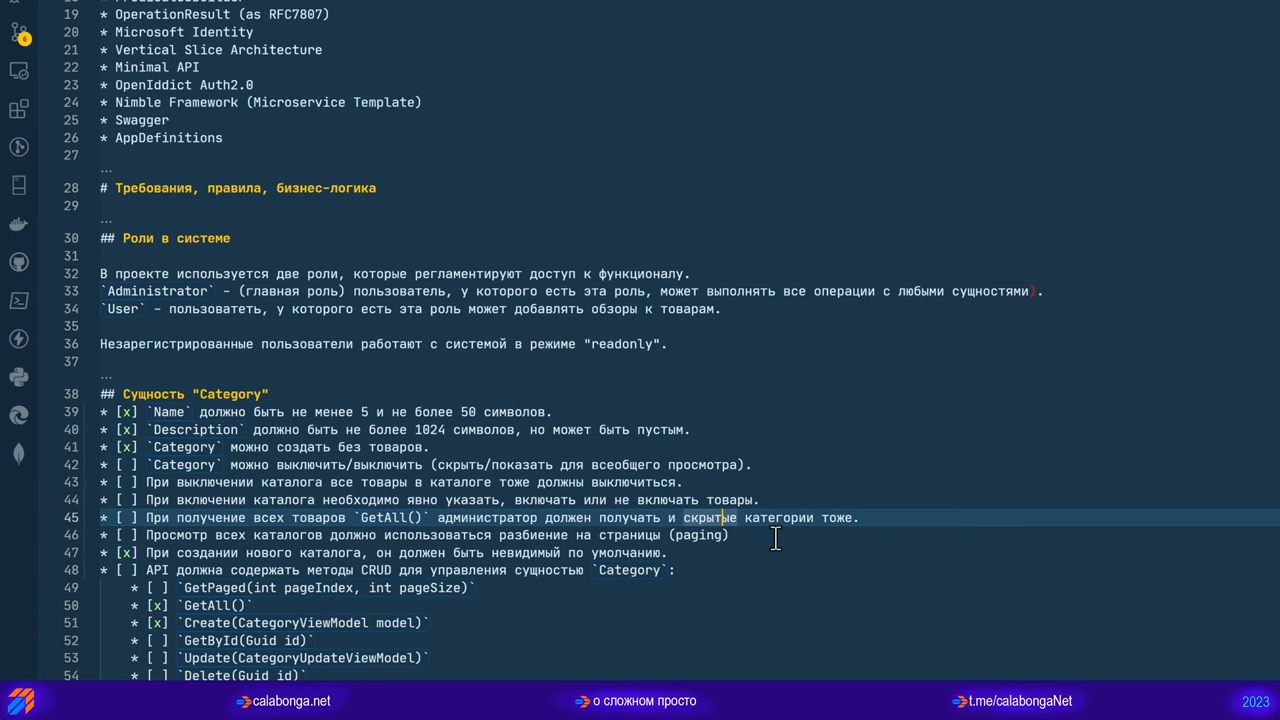 19 * OperationResult (as RFC7807)
20 * Microsoft Identity
21 * Vertical Slice Architecture
22 * Minimal API
23 * OpenIddict Auth2.0
24 * Nimble Framework (Microservice Template)
25 * Swagger
26 * AppDefinitions
27
...
28 # Требования, правила, бизнес-логика
29
...
30 ## Роли в системе
31
32 В проекте используется две роли, которые регламентируют доступ к функционалу.
33 `Administrator` - (главная роль) пользователь, у которого есть эта роль, может выполнять все операции с любыми сущностями).
34 `User` - пользователеть, у которого есть эта роль может добавлять обзоры к товарам.
35
36 Незарегистрированные пользователи работают с системой в режиме "readonly".
37
...
38 ## Сущность "Category"
39 * [x] `Name` должно быть не менее 5 и не более 50 символов.
40 * [x] `Description` должно быть не более 1024 символов, но может быть пустым.
41 * [x] `Category` можно создать без товаров.
42 * [ ] `Category` можно выключить/выключить (скрыть/показать для всеобщего просмотра).
43 * [ ] При выключении каталога все товары в каталоге тоже должны выключиться.
44 * [ ] При включении каталога необходимо явно указать, включать или не включать товары.
45 * [ ] При получение всех товаров `GetAll()` администратор должен получать и скрытые категории тоже.
46 * [ ] Просмотр всех каталогов должно использоваться разбиение на страницы (paging)
47 * [x] При создании нового каталога, он должен быть невидимый по умолчанию.
48 * [ ] API должна содержать методы CRUD для управления сущностью `Category`:
49 * [ ] `GetPaged(int pageIndex, int pageSize)`
50 * [x] `GetAll()`
51 * [x] `Create(CategoryViewModel model)`
52 * [ ] `GetById(Guid id)`
53 * [ ] `Update(CategoryUpdateViewModel)`
54 * [ ] `Delete(Guid id)`
6
calabonga.net
о сложном просто
t.me/calabongaNet
2023